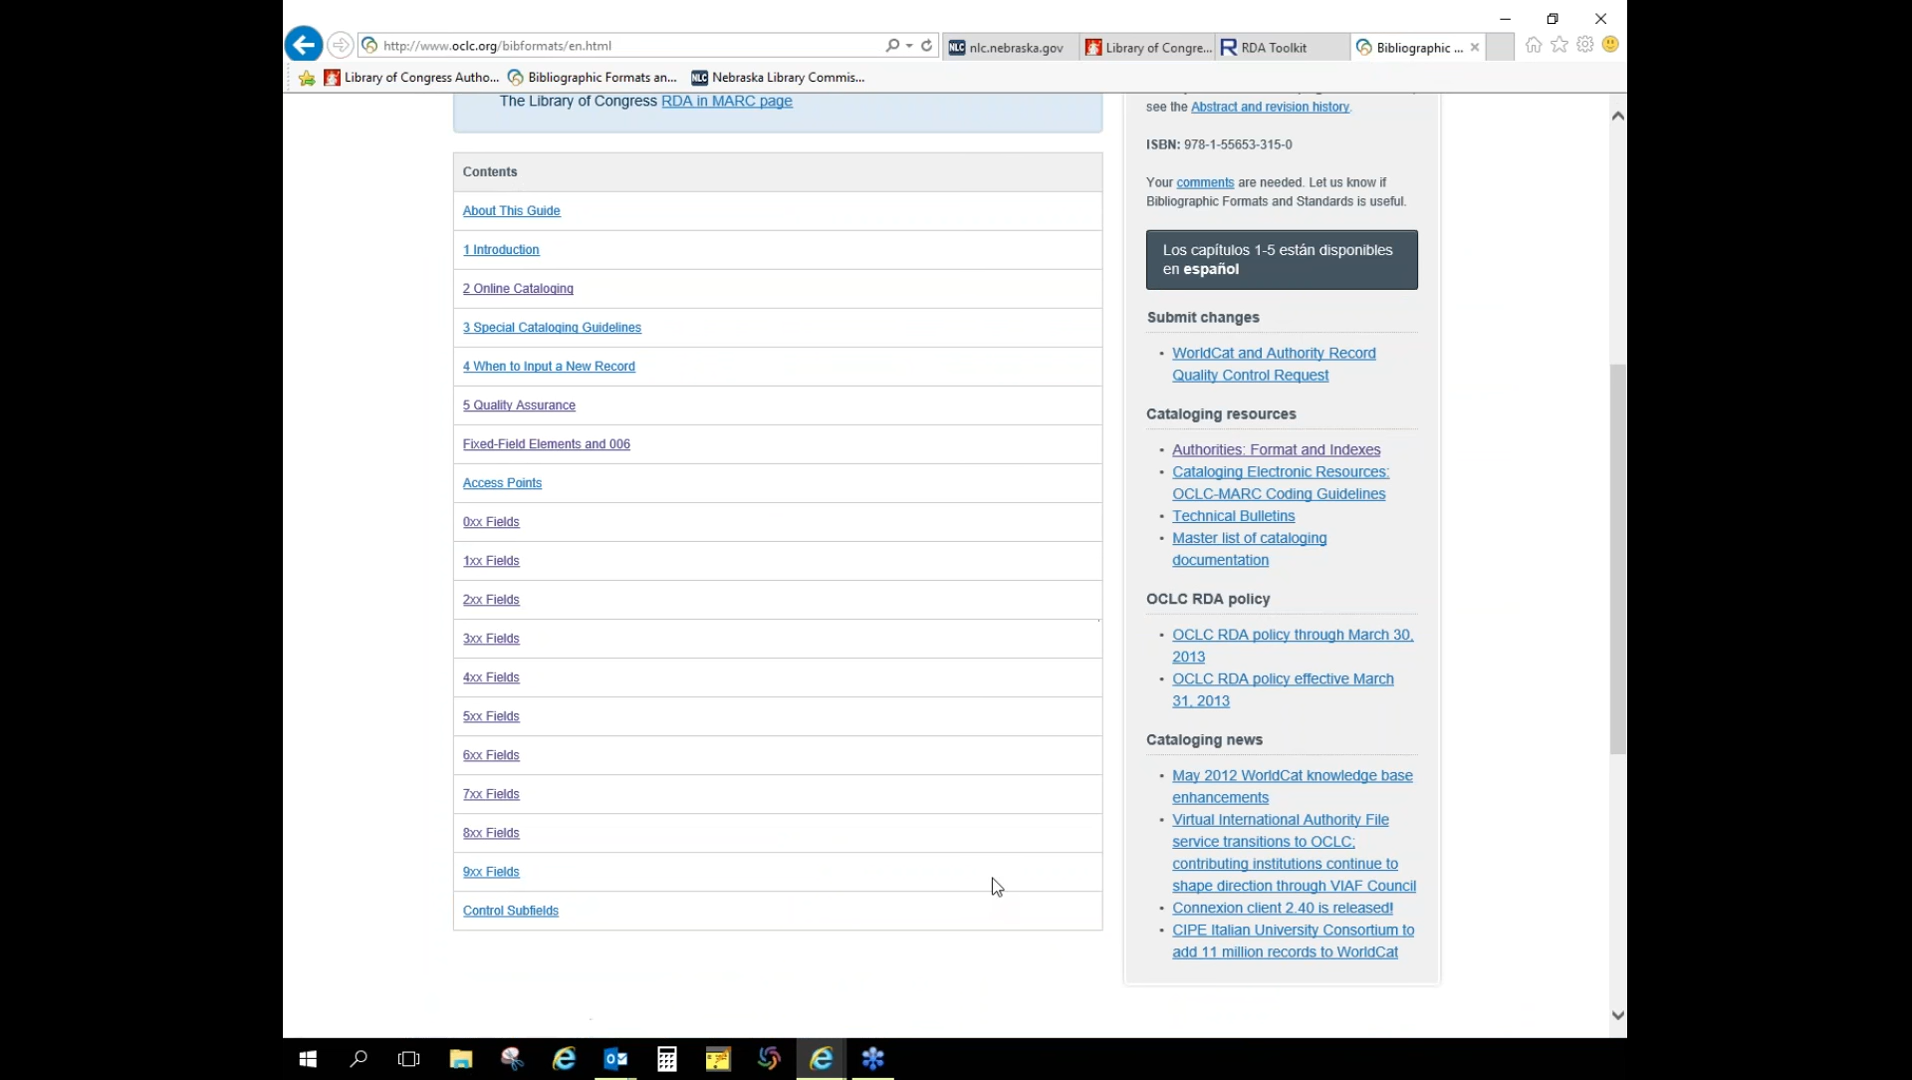 http://www.oclc.org/bibformats/en.html
NLC nlc.nebraska.gov
Library of Congre...
RDA Toolkit
Bibliographic ...
Library of Congress Autho...
Bibliographic Formats an...
NLC Nebraska Library Commis...
The Library of Congress RDA in MARC page
Contents
About This Guide
1 Introduction
2 Online Cataloging
3 Special Cataloging Guidelines
4 When to Input a New Record
5 Quality Assurance
Fixed-Field Elements and 006
Access Points
0xx Fields
1xx Fields
2xx Fields
3xx Fields
4xx Fields
5xx Fields
6xx Fields
7xx Fields
8xx Fields
9xx Fields
Control Subfields
see the Abstract and revision history.
ISBN: 978-1-55653-315-0
Your comments are needed. Let us know if
Bibliographic Formats and Standards is useful.
Los capítulos 1-5 están disponibles
en español
Submit changes
• WorldCat and Authority Record
Quality Control Request
Cataloging resources
• Authorities: Format and Indexes
• Cataloging Electronic Resources:
OCLC-MARC Coding Guidelines
• Technical Bulletins
• Master list of cataloging
documentation
OCLC RDA policy
• OCLC RDA policy through March 30,
2013
• OCLC RDA policy effective March
31, 2013
Cataloging news
• May 2012 WorldCat knowledge base
enhancements
• Virtual International Authority File
service transitions to OCLC;
contributing institutions continue to
shape direction through VIAF Council
• Connexion client 2.40 is released!
• CIPE Italian University Consortium to
add 11 million records to WorldCat